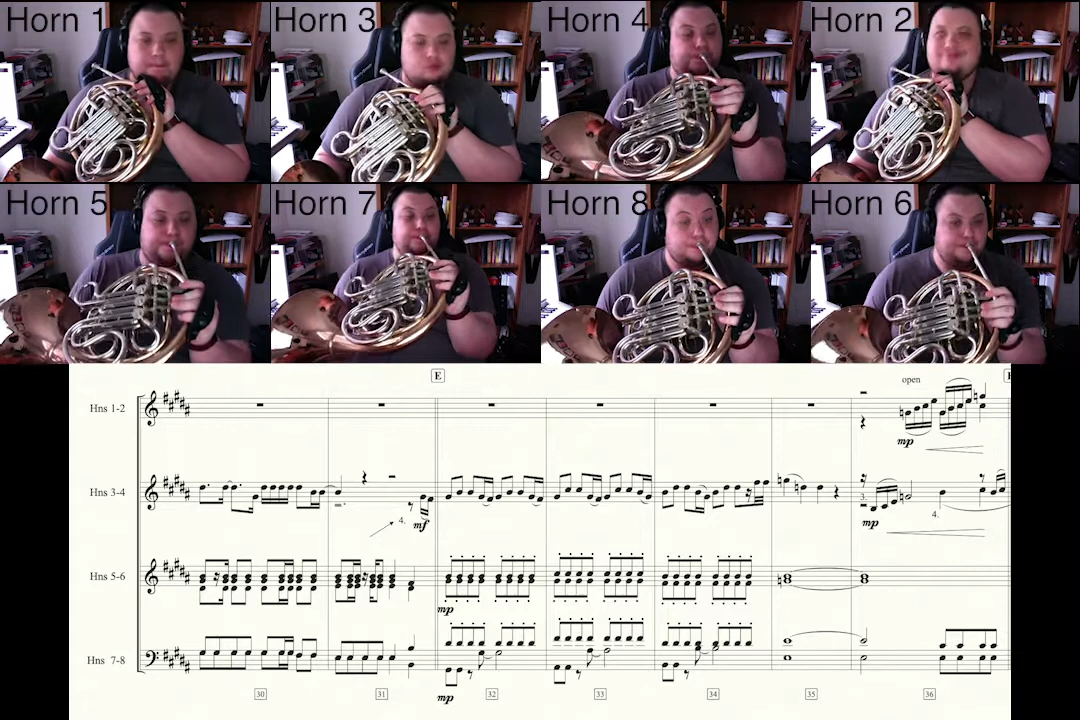 Horn 1 Horn 3 Horn 4 Horn 2
Horn 5 Horn 7 Horn 8 Horn 6
E
open
Hns 1-2
mp
Hns 3-4
3.
4.
mf
mp
4.
Hns 5-6
mp
Hns 7-8
mp
30 31 32 33 34 35 36